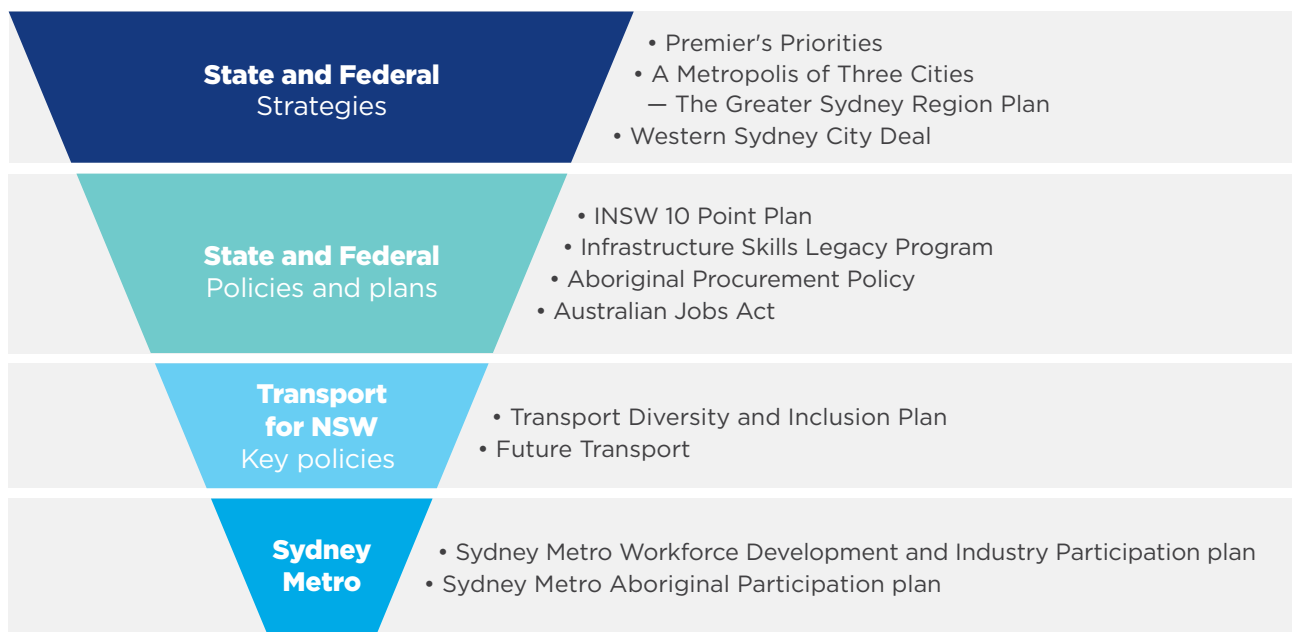 State and Federal
Strategies
• Premier's Priorities
• A Metropolis of Three Cities
— The Greater Sydney Region Plan
• Western Sydney City Deal
State and Federal
Policies and plans
• INSW 10 Point Plan
• Infrastructure Skills Legacy Program
• Aboriginal Procurement Policy
• Australian Jobs Act
Transport
for NSW
Key policies
• Transport Diversity and Inclusion Plan
• Future Transport
Sydney
Metro
• Sydney Metro Workforce Development and Industry Participation plan
• Sydney Metro Aboriginal Participation plan